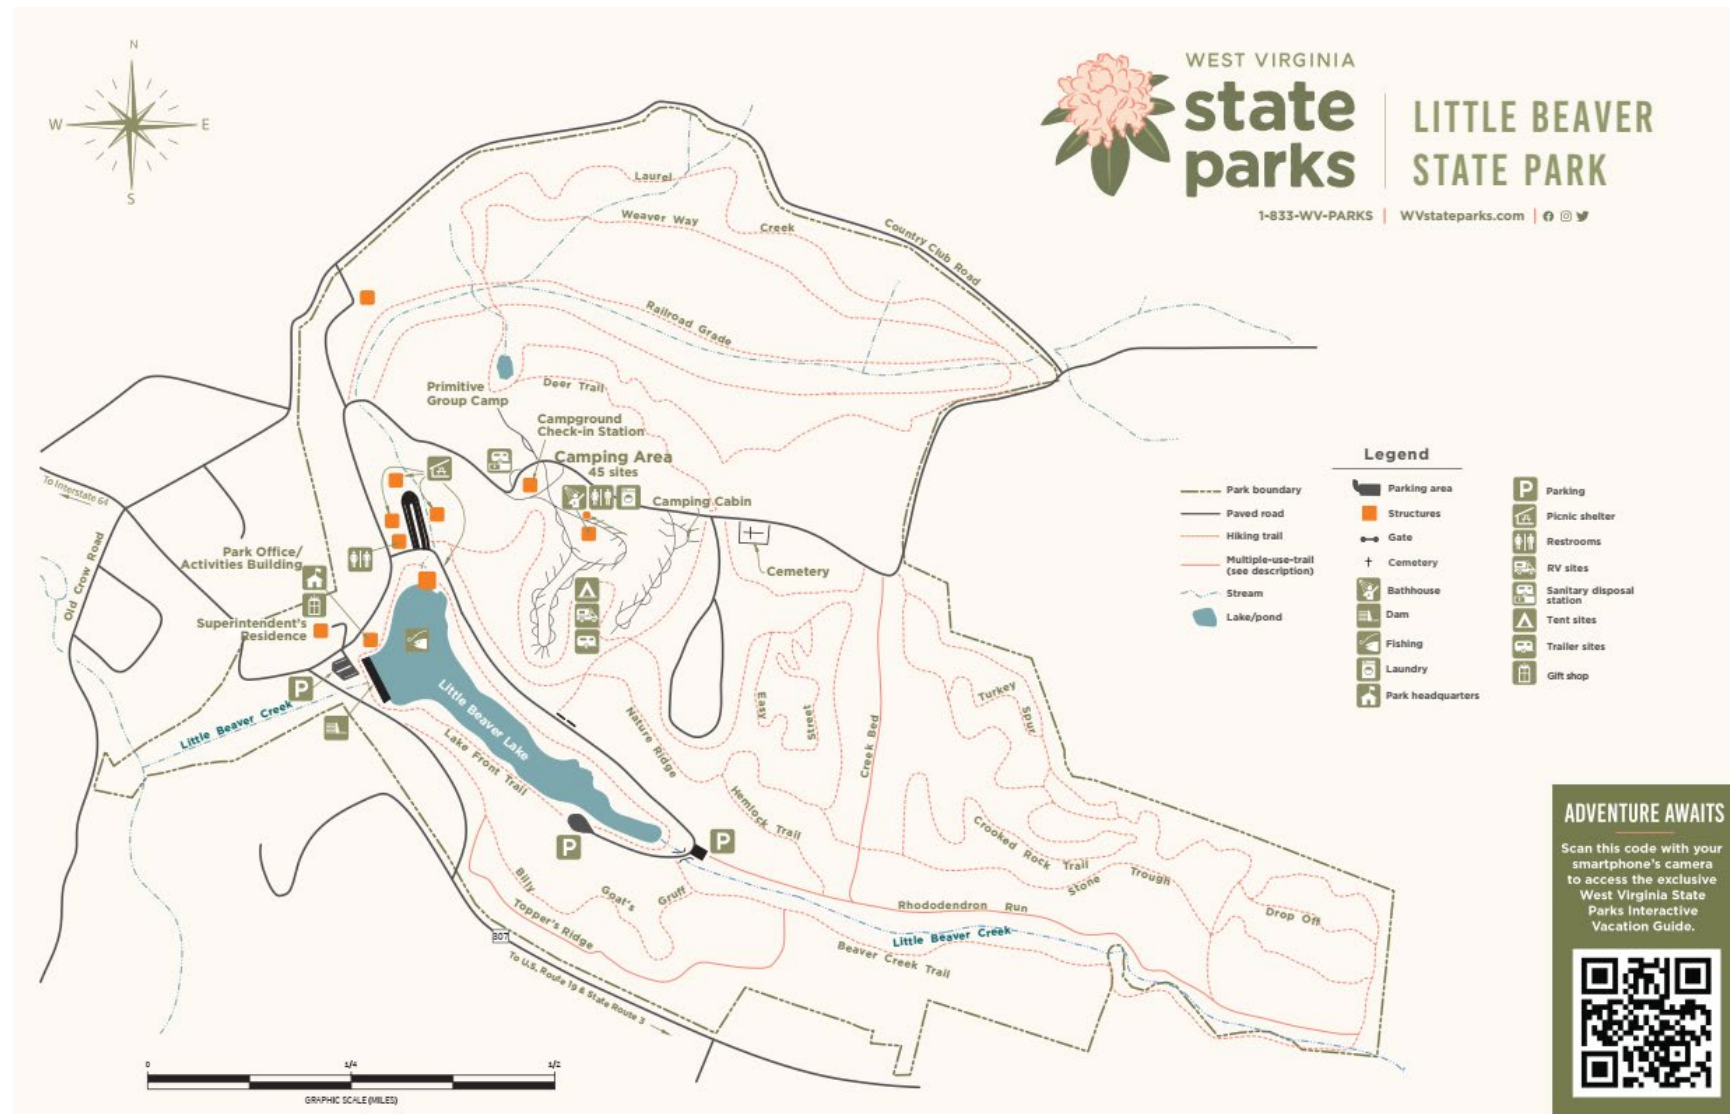 N
W
E
S
WEST VIRGINIA
state
parks
LITTLE BEAVER
STATE PARK
1-833-WV-PARKS | WVstateparks.com
Laurel
Weaver Way
Creek
Country Club Road
Railroad Grade
Deer Trail
Primitive
Group Camp
Campground
Check-in Station
Camping Area
45 sites
Camping Cabin
Cemetery
To Interstate 64
Old Crow Road
Park Office/
Activities Building
Superintendent's
Residence
P
Little Beaver Creek
Little Beaver Lake
Lake Front Trail
Nature Ridge
Easy
Street
Creek Bed
Turkey
Spur
Hemlock Trail
P
P
Crooked Rock Trail
Stone
Trough
Drop Off
Billy
Goat's
Gruff
Topper's Ridge
Rhododendron Run
Little Beaver Creek
Beaver Creek Trail
307
To U.S. Route 19 & State Route 3
0
1/4
1/2
GRAPHIC SCALE (MILES)
Legend
Park boundary
Paved road
Hiking trail
Multiple-use-trail
(see description)
Stream
Lake/pond
Parking area
Structures
Gate
Cemetery
Bathhouse
Dam
Fishing
Laundry
Park headquarters
P
Parking
Picnic shelter
Restrooms
RV sites
Sanitary disposal
station
Tent sites
Trailer sites
Gift shop
ADVENTURE AWAITS
Scan this code with your
smartphone's camera
to access the exclusive
West Virginia State
Parks Interactive
Vacation Guide.